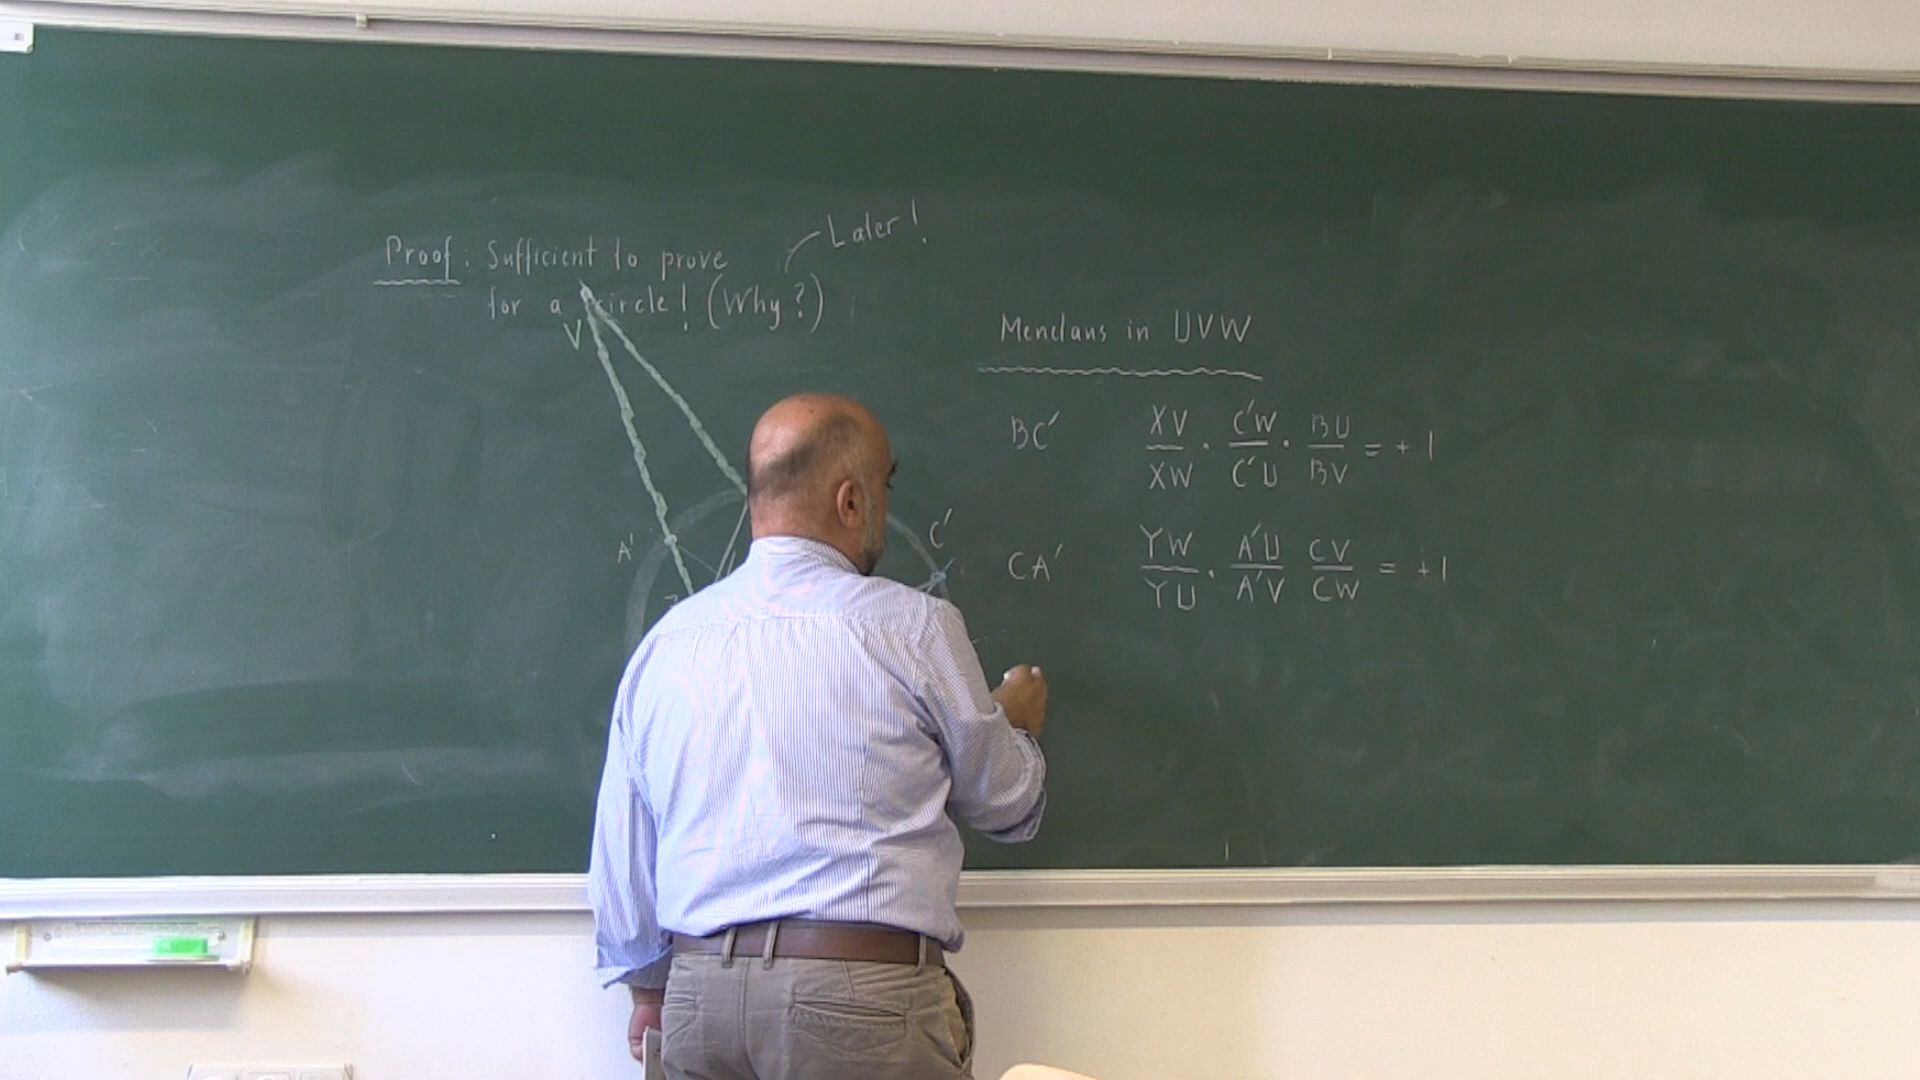 Later!
Proof: Sufficient to prove
for a circle! (Why?)
V
A'
C'
Menelaus in UVW
BC' XV/XW · C'W/C'U · BU/BV = +1
CA' YW/YU · A'U/A'V CV/CW = +1